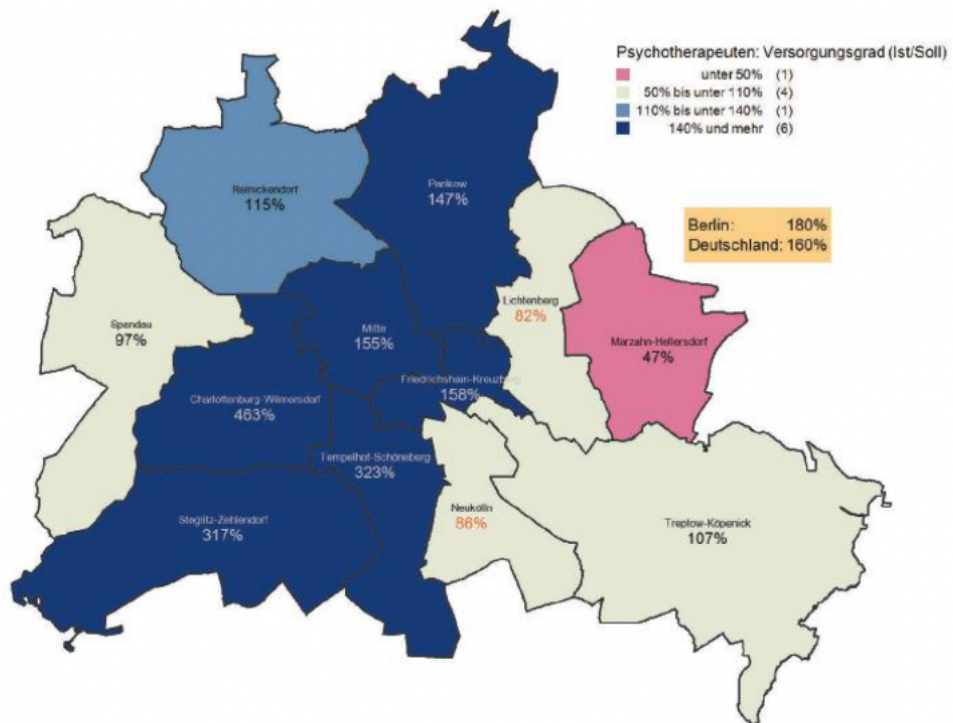 Psychotherapeuten: Versorgungsgrad (Ist/Soll)
unter 50% (1)
50% bis unter 110% (4)
110% bis unter 140% (1)
140% und mehr (6)
Berlin: 180%
Deutschland: 160%
Reinickendorf
115%
Pankow
147%
Spandau
97%
Mitte
155%
Lichtenberg
82%
Marzahn-Hellersdorf
47%
Friedrichshain-Kreuzberg
158%
Charlottenburg-Wilmersdorf
463%
Tempelhof-Schöneberg
323%
Steglitz-Zehlendorf
317%
Neukölln
86%
Treptow-Köpenick
107%